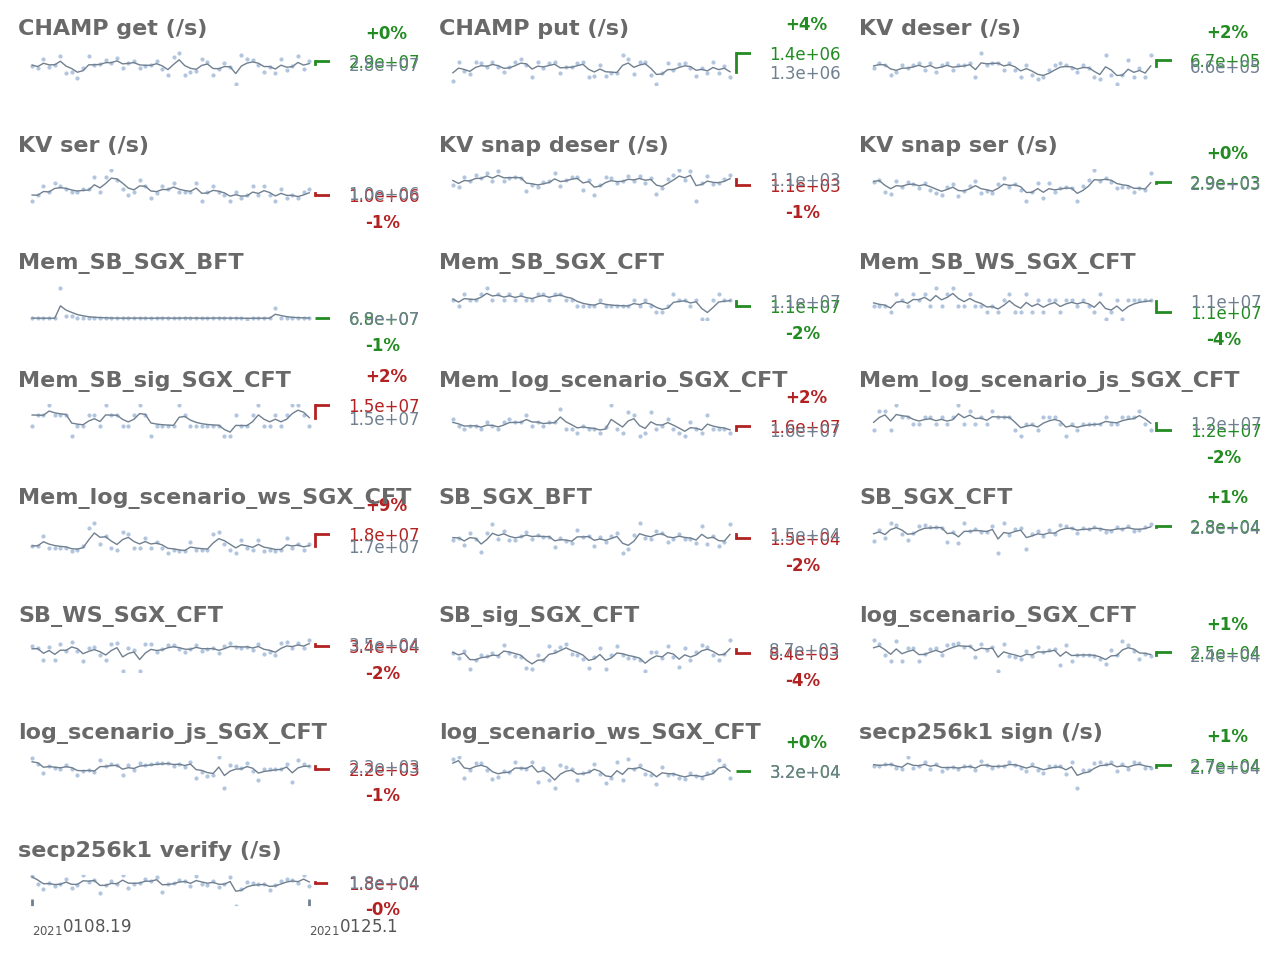 CHAMP get (/s)
+0%
2.9e+07
CHAMP put (/s)
+4%
1.4e+06
1.3e+06
KV deser (/s)
+2%
6.7e+05
6.6e+05
KV ser (/s)
1.0e+06
1.0e+06
-1%
KV snap deser (/s)
1.1e+03
1.1e+03
-1%
KV snap ser (/s)
+0%
2.9e+03
2.9e+03
Mem_SB_SGX_BFT
6.8e+07
-1%
Mem_SB_SGX_CFT
1.1e+07
1.1e+07
-2%
Mem_SB_WS_SGX_CFT
1.1e+07
1.1e+07
-4%
Mem_SB_sig_SGX_CFT
+2%
1.5e+07
1.5e+07
Mem_log_scenario_SGX_CFT
+2%
1.6e+07
1.6e+07
Mem_log_scenario_js_SGX_CFT
1.2e+07
1.2e+07
-2%
Mem_log_scenario_ws_SGX_CFT
+9%
1.8e+07
1.7e+07
SB_SGX_BFT
1.5e+04
1.5e+04
-2%
SB_SGX_CFT
+1%
2.8e+04
2.8e+04
SB_WS_SGX_CFT
3.5e+04
3.4e+04
-2%
SB_sig_SGX_CFT
8.7e+03
8.4e+03
-4%
log_scenario_SGX_CFT
+1%
2.5e+04
2.4e+04
log_scenario_js_SGX_CFT
2.2e+03
-1%
log_scenario_ws_SGX_CFT
+0%
3.2e+04
secp256k1 sign (/s)
+1%
2.7e+04
2.7e+04
secp256k1 verify (/s)
1.8e+04
1.8e+04
-0%
20210108.19
20210125.1